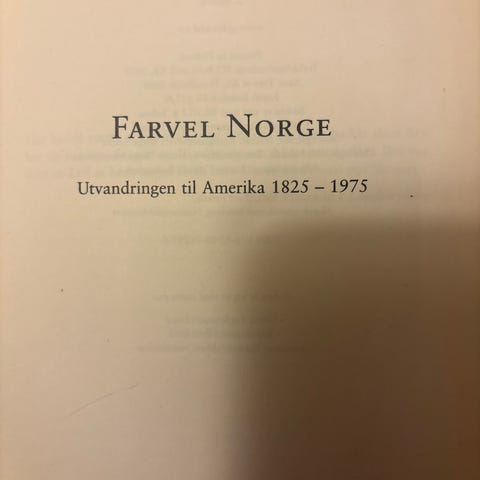 FARVEL NORGE
Utvandringen til Amerika 1825 – 1975